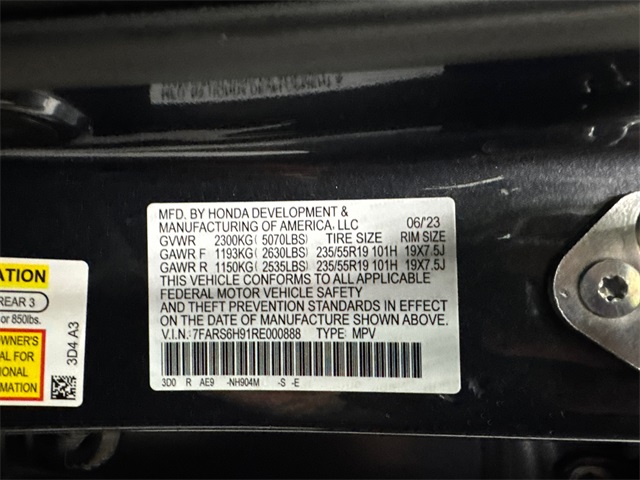 MFD. BY HONDA DEVELOPMENT &
MANUFACTURING OF AMERICA, LLC 06/'23
GVWR 2300KG( 5070LBS) TIRE SIZE RIM SIZE
GAWR F 1193KG( 2630LBS) 235/55R19 101H 19X7.5J
GAWR R 1150KG( 2535LBS) 235/55R19 101H 19X7.5J
THIS VEHICLE CONFORMS TO ALL APPLICABLE
FEDERAL MOTOR VEHICLE SAFETY
AND THEFT PREVENTION STANDARDS IN EFFECT
ON THE DATE OF MANUFACTURE SHOWN ABOVE.
V.I.N.:7FARS6H91RE000888 TYPE: MPV
3D0 R AE9 -NH904M -S -E
ATION
REAR 3
or 850lbs.
OWNER'S
AL FOR
IONAL
MATION
3D4 A3